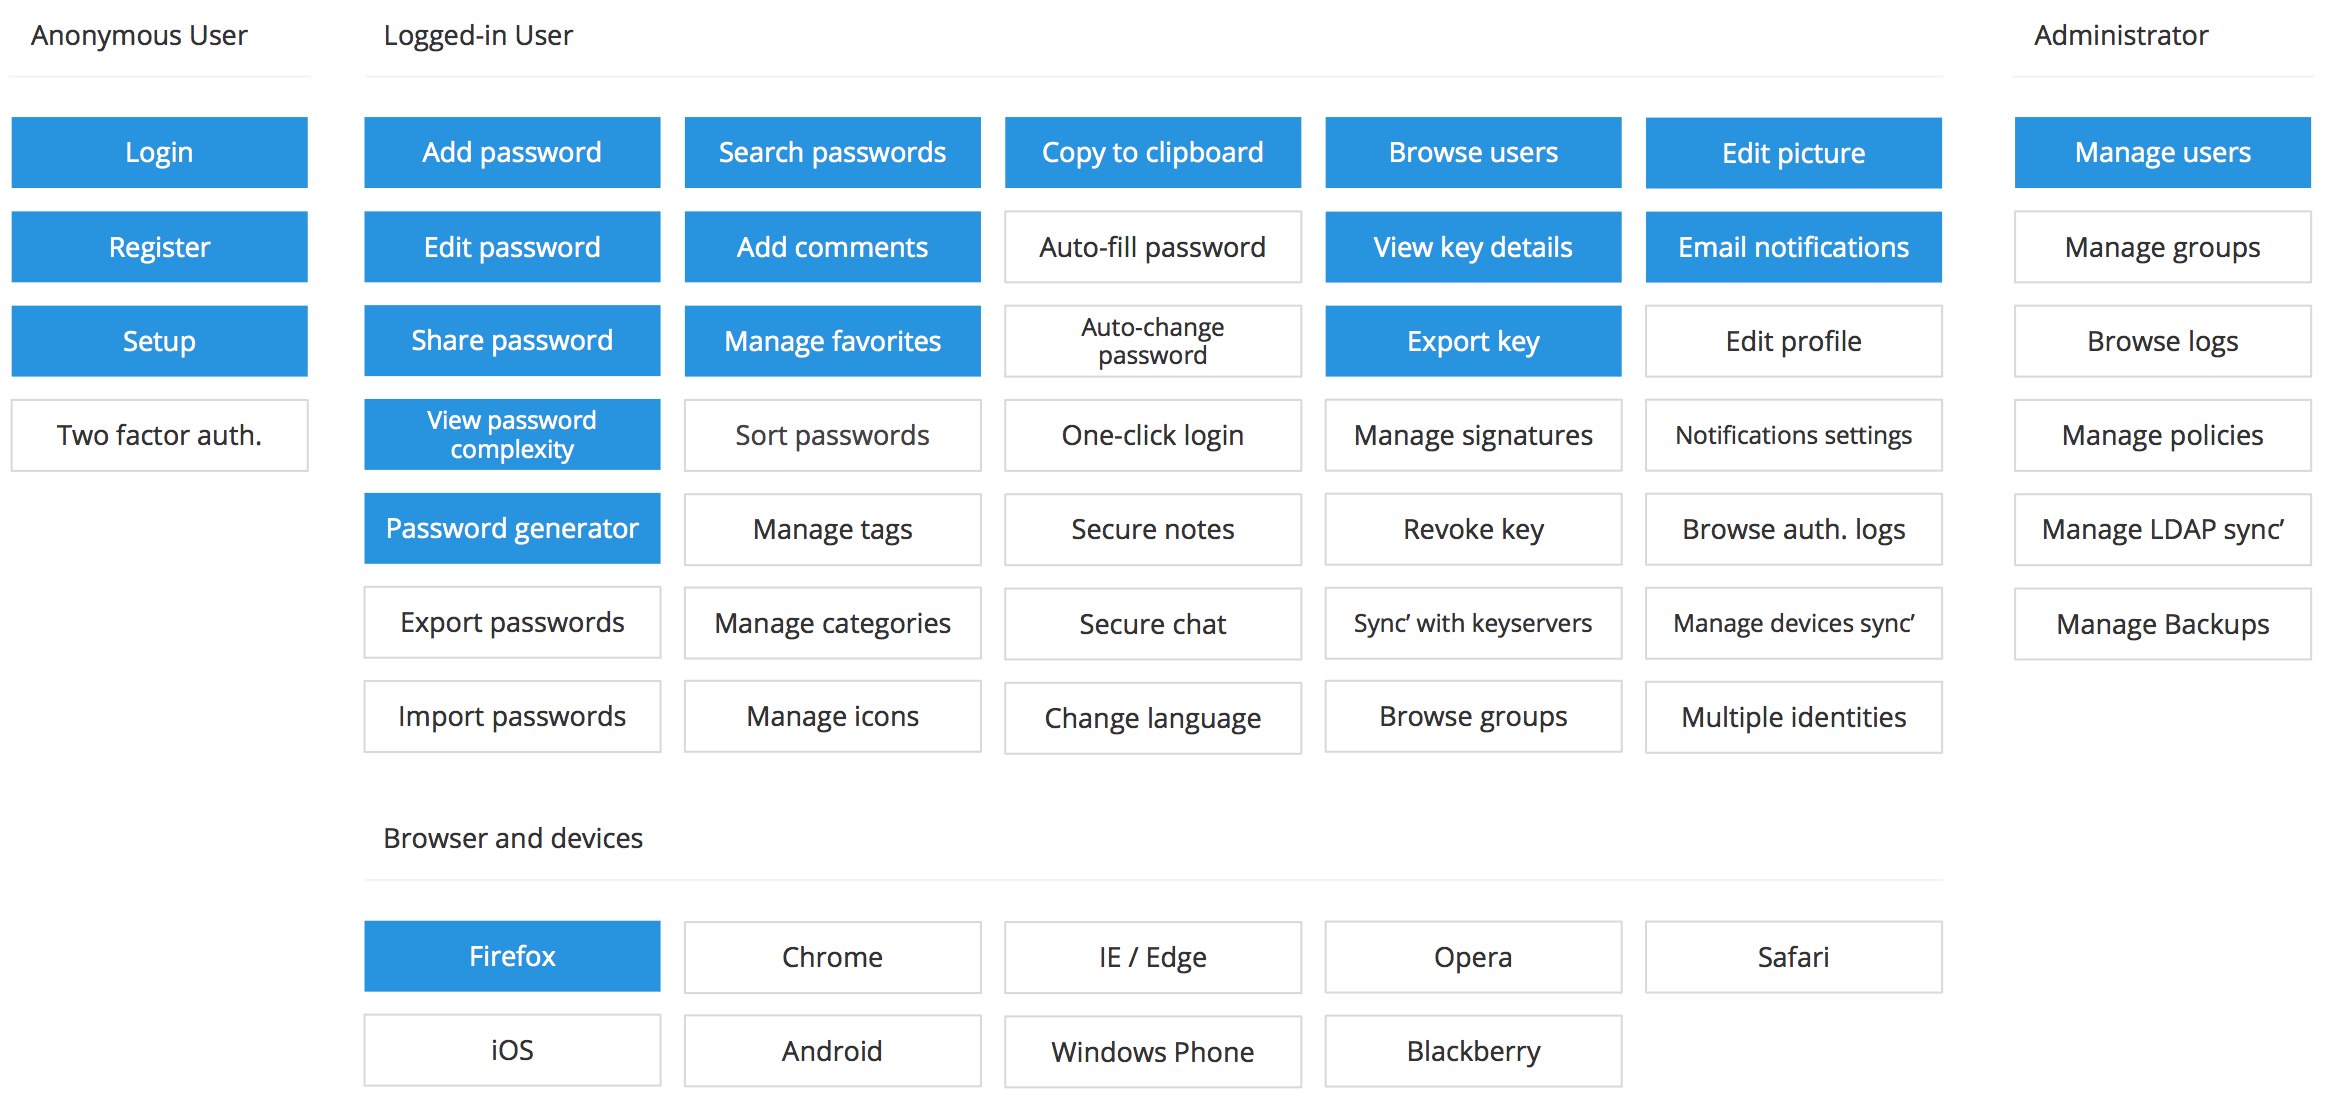 Anonymous User
Logged-in User
Administrator
Login
Add password
Search passwords
Copy to clipboard
Browse users
Edit picture
Manage users
Register
Edit password
Add comments
Auto-fill password
View key details
Email notifications
Manage groups
Setup
Share password
Manage favorites
Auto-change
password
Export key
Edit profile
Browse logs
Two factor auth.
View password
complexity
Sort passwords
One-click login
Manage signatures
Notifications settings
Manage policies
Password generator
Manage tags
Secure notes
Revoke key
Browse auth. logs
Manage LDAP sync’
Export passwords
Manage categories
Secure chat
Sync’ with keyservers
Manage devices sync’
Manage Backups
Import passwords
Manage icons
Change language
Browse groups
Multiple identities
Browser and devices
Firefox
Chrome
IE / Edge
Opera
Safari
iOS
Android
Windows Phone
Blackberry